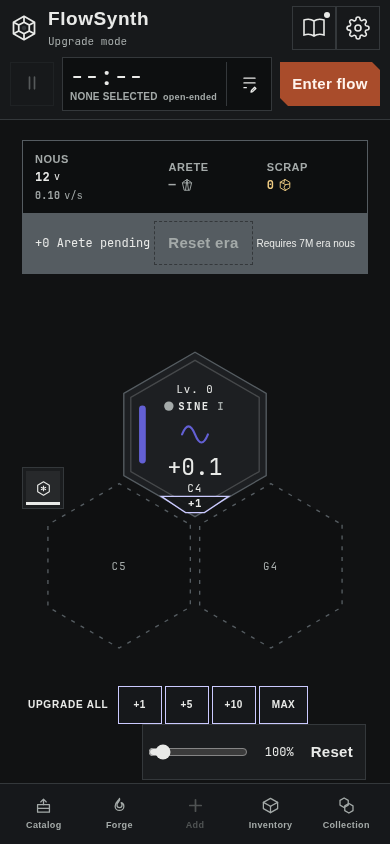 FlowSynth
Upgrade mode
--:--
NONE SELECTED open-ended
Enter flow
NOUS
12 v
0.10 v/s
ARETE
—
SCRAP
0
+0 Arete pending
Reset era
Requires 7M era nous
Lv. 0
SINE I
+0.1
C4
+1
C5
G4
UPGRADE ALL
+1
+5
+10
MAX
100%
Reset
Catalog
Forge
Add
Inventory
Collection